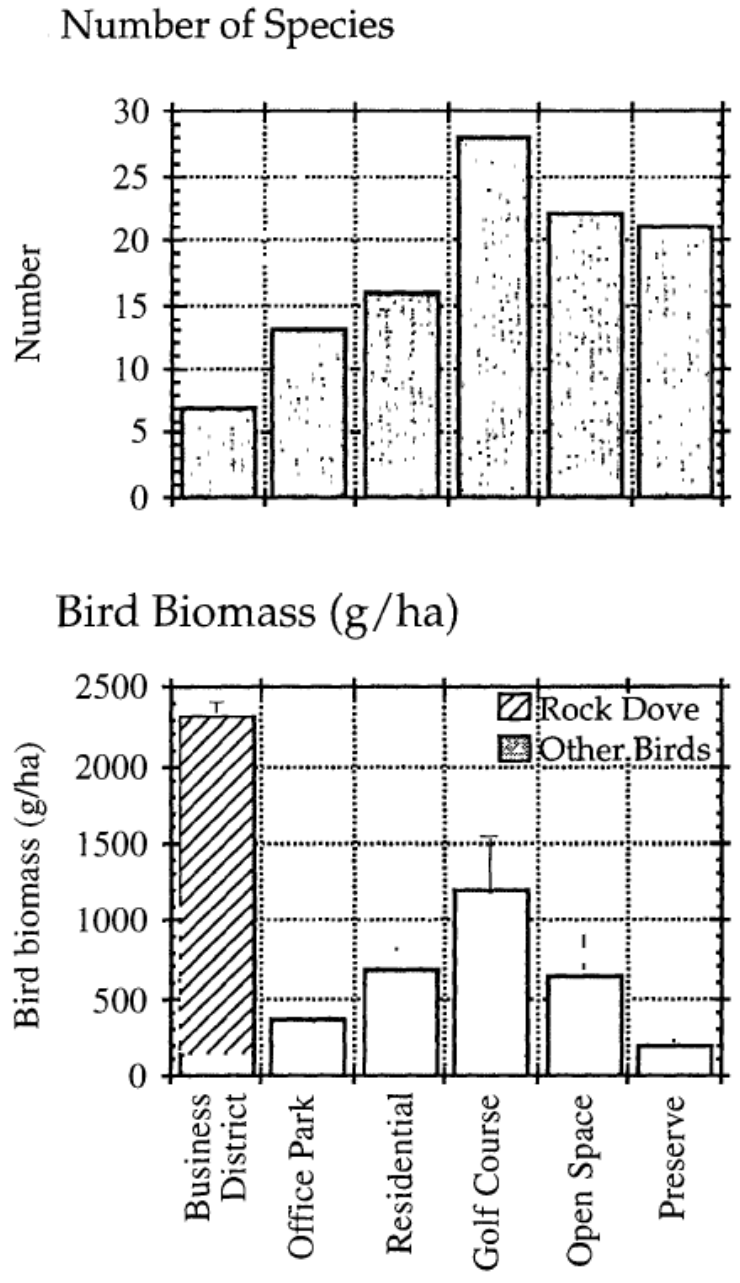 Number of Species
30
25
20
15
10
5
0
Number
Bird Biomass (g/ha)
2500
2000
1500
1000
500
0
Bird biomass (g/ha)
Rock Dove
Other Birds
Business
District
Office Park
Residential
Golf Course
Open Space
Preserve